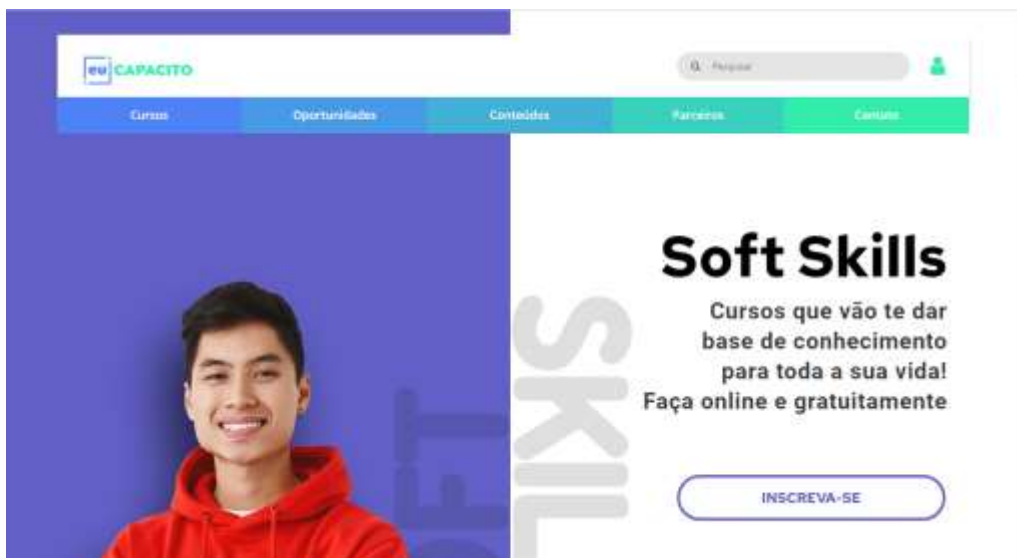 eu CAPACITO
Pesquisar
Cursos
Oportunidades
Conteúdos
Parceiros
Contato
Soft Skills
Cursos que vão te dar
base de conhecimento
para toda a sua vida!
Faça online e gratuitamente
INSCREVA-SE
OFT
SKIL